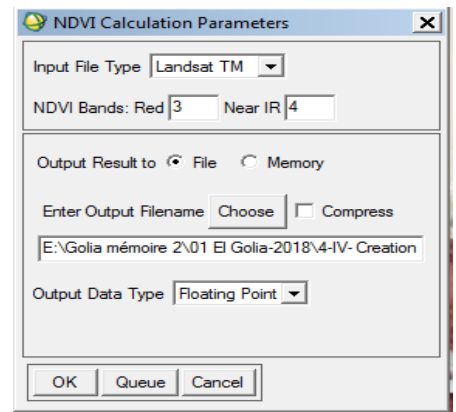 NDVI Calculation Parameters
Input File Type Landsat TM
NDVI Bands: Red 3 Near IR 4
Output Result to File Memory
Enter Output Filename Choose Compress
E:\Golia mémoire 2\01 El Golia-2018\4-IV- Creation
Output Data Type Floating Point
OK Queue Cancel